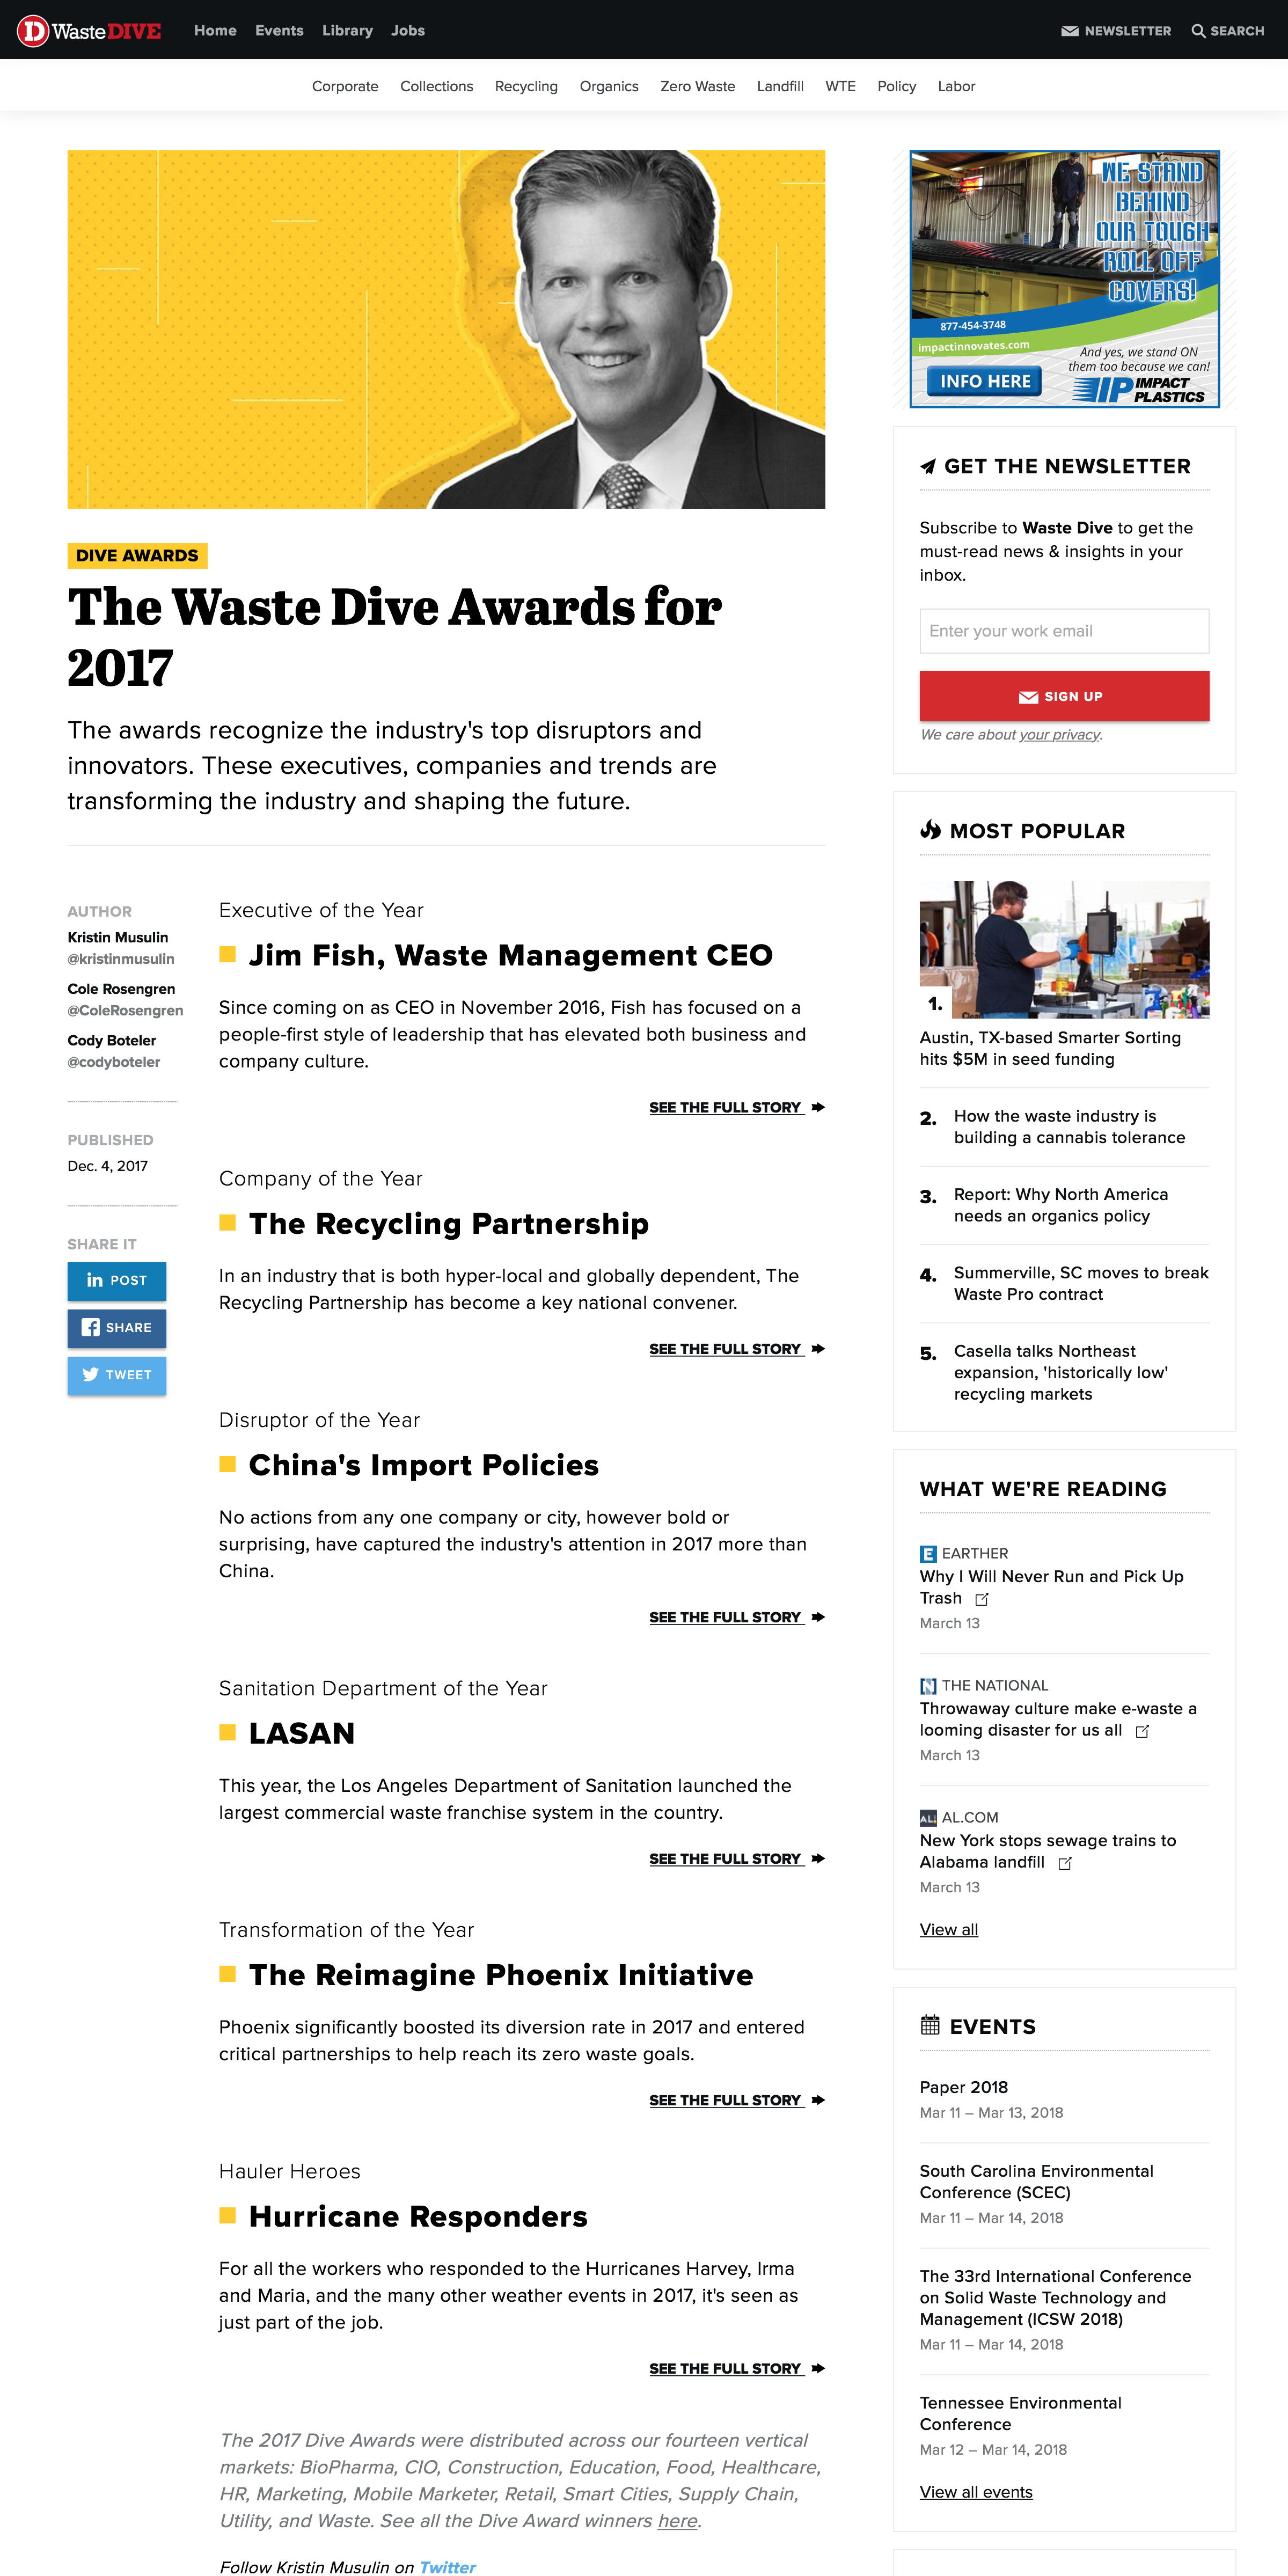 D WasteDIVE
Home Events Library Jobs
NEWSLETTER SEARCH
Corporate Collections Recycling Organics Zero Waste Landfill WTE Policy Labor
DIVE AWARDS
The Waste Dive Awards for
2017
The awards recognize the industry's top disruptors and
innovators. These executives, companies and trends are
transforming the industry and shaping the future.
AUTHOR
Kristin Musulin
@kristinmusulin
Cole Rosengren
@ColeRosengren
Cody Boteler
@codyboteler
PUBLISHED
Dec. 4, 2017
SHARE IT
in POST
SHARE
TWEET
Executive of the Year
Jim Fish, Waste Management CEO
Since coming on as CEO in November 2016, Fish has focused on a
people-first style of leadership that has elevated both business and
company culture.
SEE THE FULL STORY
Company of the Year
The Recycling Partnership
In an industry that is both hyper-local and globally dependent, The
Recycling Partnership has become a key national convener.
SEE THE FULL STORY
Disruptor of the Year
China's Import Policies
No actions from any one company or city, however bold or
surprising, have captured the industry's attention in 2017 more than
China.
SEE THE FULL STORY
Sanitation Department of the Year
LASAN
This year, the Los Angeles Department of Sanitation launched the
largest commercial waste franchise system in the country.
SEE THE FULL STORY
Transformation of the Year
The Reimagine Phoenix Initiative
Phoenix significantly boosted its diversion rate in 2017 and entered
critical partnerships to help reach its zero waste goals.
SEE THE FULL STORY
Hauler Heroes
Hurricane Responders
For all the workers who responded to the Hurricanes Harvey, Irma
and Maria, and the many other weather events in 2017, it's seen as
just part of the job.
SEE THE FULL STORY
The 2017 Dive Awards were distributed across our fourteen vertical
markets: BioPharma, CIO, Construction, Education, Food, Healthcare,
HR, Marketing, Mobile Marketer, Retail, Smart Cities, Supply Chain,
Utility, and Waste. See all the Dive Award winners here.
Follow Kristin Musulin on Twitter
WE STAND
BEHIND
OUR TOUGH
ROLL OFF
COVERS!
877-454-3748
impactinnovates.com
And yes, we stand ON
them too because we can!
INFO HERE
IP IMPACT
PLASTICS
GET THE NEWSLETTER
Subscribe to Waste Dive to get the
must-read news & insights in your
inbox.
Enter your work email
SIGN UP
We care about your privacy.
MOST POPULAR
1.
Austin, TX-based Smarter Sorting
hits $5M in seed funding
2. How the waste industry is
building a cannabis tolerance
3. Report: Why North America
needs an organics policy
4. Summerville, SC moves to break
Waste Pro contract
5. Casella talks Northeast
expansion, 'historically low'
recycling markets
WHAT WE'RE READING
E EARTHER
Why I Will Never Run and Pick Up
Trash
March 13
N THE NATIONAL
Throwaway culture make e-waste a
looming disaster for us all
March 13
AL AL.COM
New York stops sewage trains to
Alabama landfill
March 13
View all
EVENTS
Paper 2018
Mar 11 – Mar 13, 2018
South Carolina Environmental
Conference (SCEC)
Mar 11 – Mar 14, 2018
The 33rd International Conference
on Solid Waste Technology and
Management (ICSW 2018)
Mar 11 – Mar 14, 2018
Tennessee Environmental
Conference
Mar 12 – Mar 14, 2018
View all events